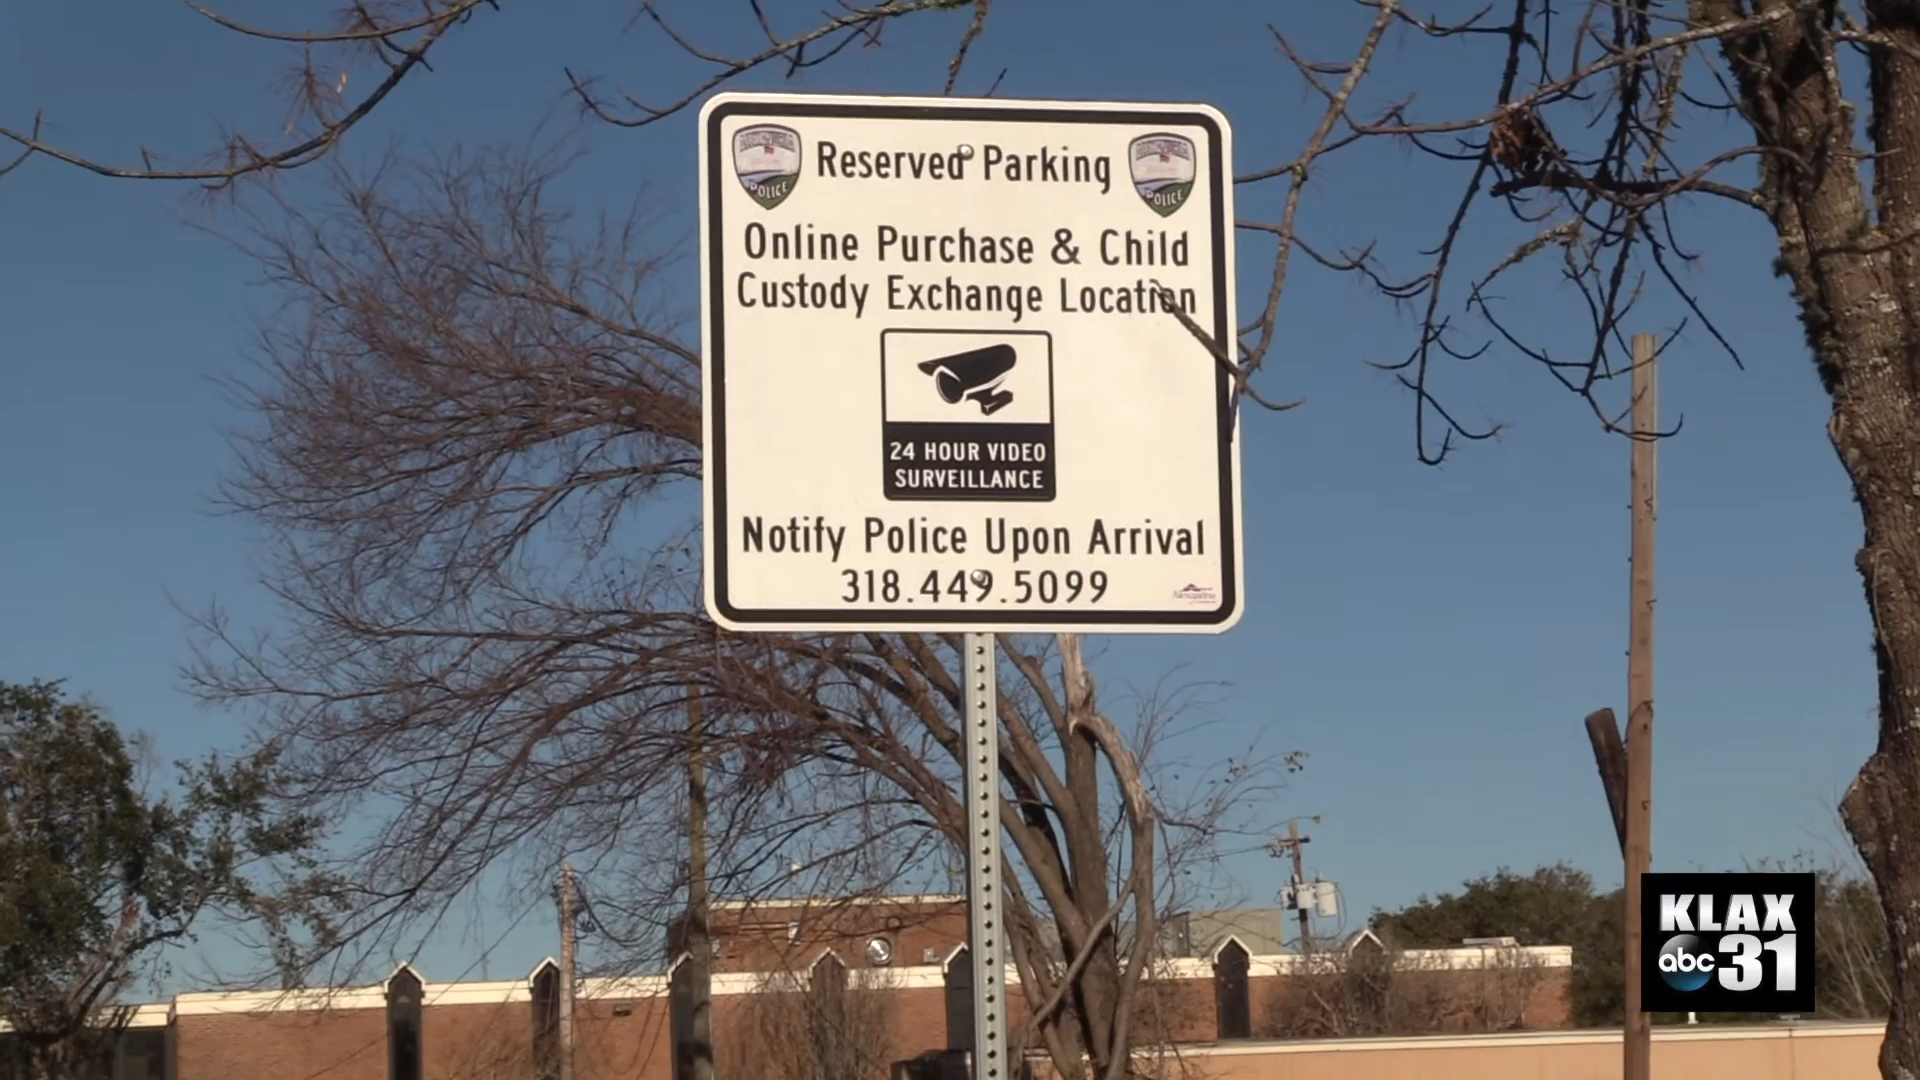 Reserved Parking
POLICE
POLICE
Online Purchase & Child
Custody Exchange Location
24 HOUR VIDEO
SURVEILLANCE
Notify Police Upon Arrival
318.449.5099
Alexandria
KLAX
abc 31